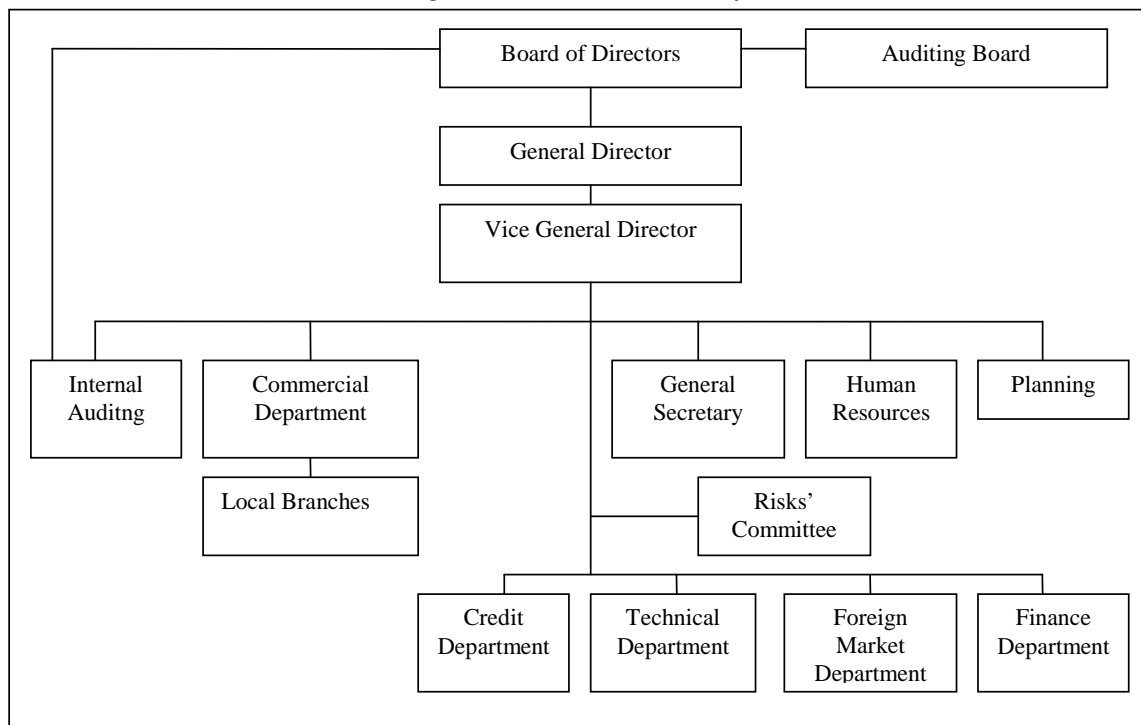 Board of Directors
Auditing Board
General Director
Vice General Director
Internal
Auditng
Commercial
Department
General
Secretary
Human
Resources
Planning
Local Branches
Risks’
Committee
Credit
Department
Technical
Department
Foreign
Market
Department
Finance
Department